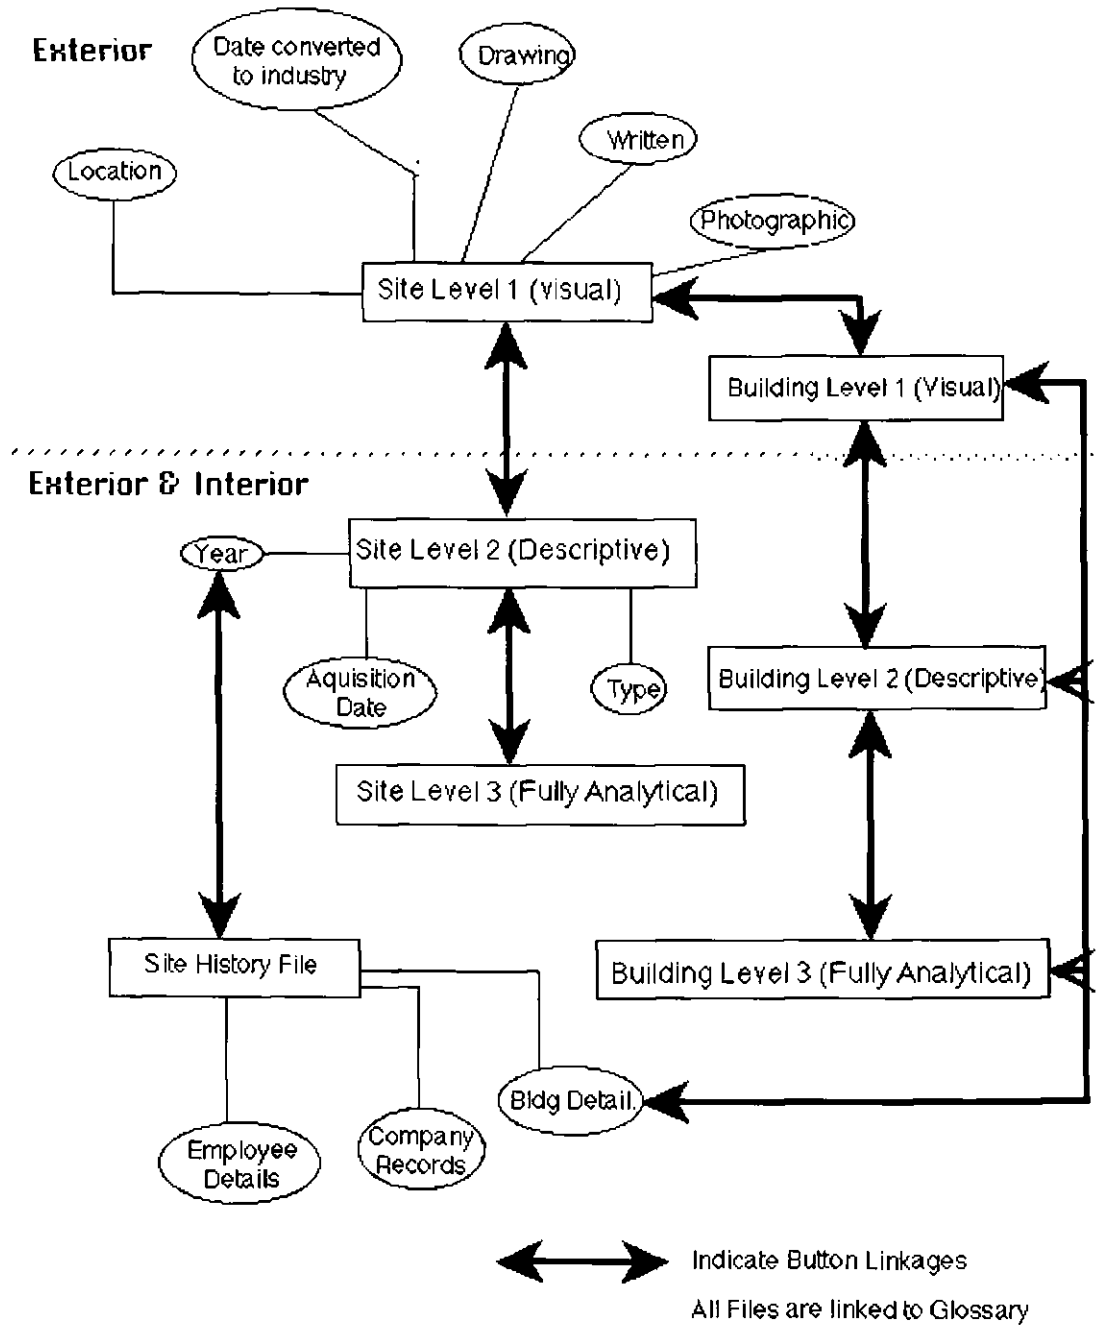 Exterior
Date converted
to industry
Drawing
Written
Location
Photographic
Site Level 1 (visual)
Building Level 1 (Visual)
Exterior & Interior
Year
Site Level 2 (Descriptive)
Aquisition
Date
Type
Building Level 2 (Descriptive)
Site Level 3 (Fully Analytical)
Site History File
Building Level 3 (Fully Analytical)
Bldg Detail.
Employee
Details
Company
Records
Indicate Button Linkages
All Files are linked to Glossary